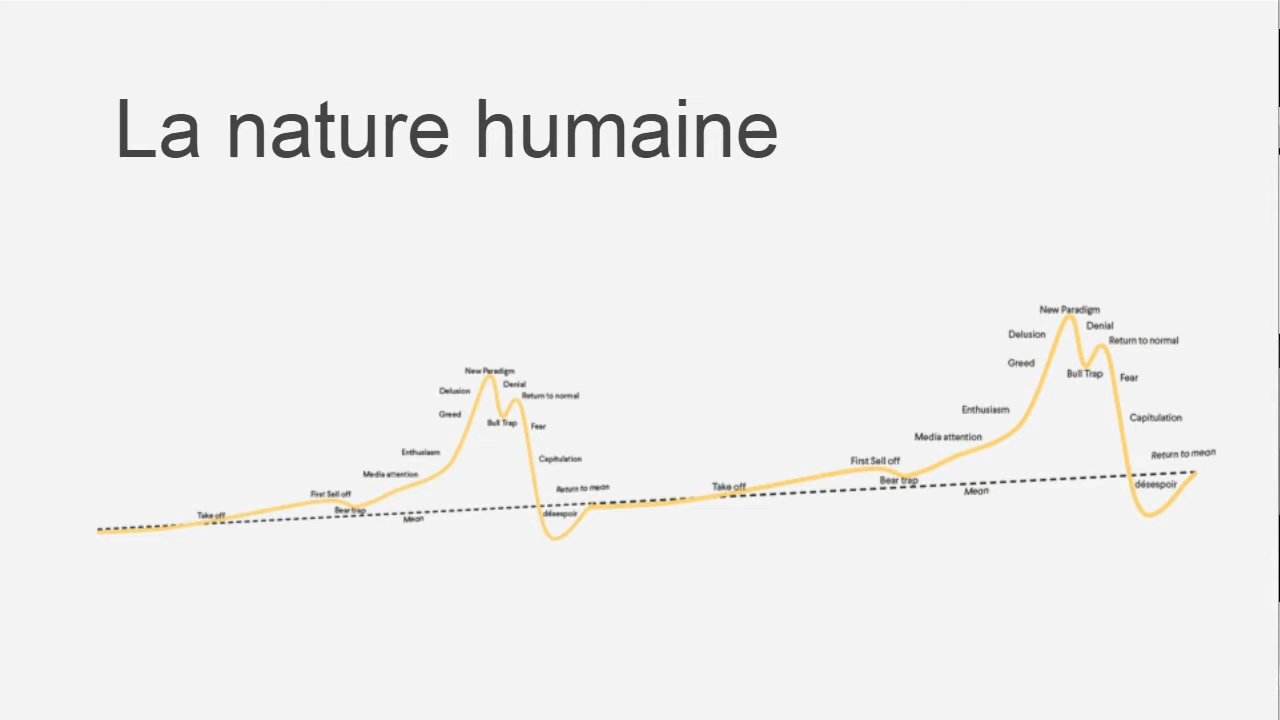 La nature humaine
New Paradigm
Delusion
Denial
Return to normal
Greed
Bull Trap
Fear
Enthusiasm
Capitulation
Media attention
Return to mean
First Sell off
Bear trap
Take off
Mean
désespoir
New Paradigm
Denial
Delusion
Return to normal
Greed
Bull Trap
Fear
Enthusiasm
Capitulation
Media attention
Return to mean
First Sell off
Bear trap
Take off
Mean
désespoir